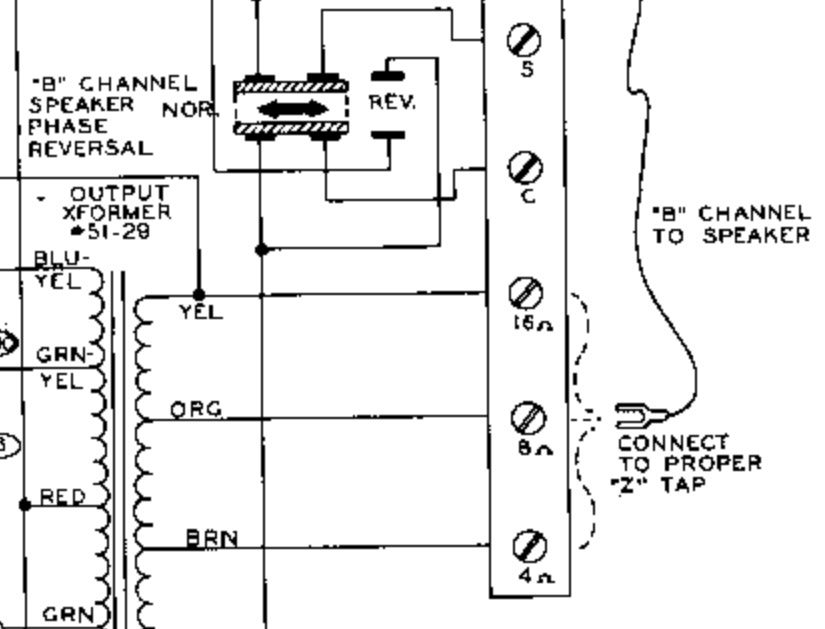 "B" CHANNEL
SPEAKER
PHASE
REVERSAL
NOR.
REV.
S
C
OUTPUT
XFORMER
#51-29
BLU-
YEL
GRN-
YEL
RED
GRN
YEL
ORG
BRN
16Ω
8Ω
4Ω
"B" CHANNEL
TO SPEAKER
CONNECT
TO PROPER
"Z" TAP